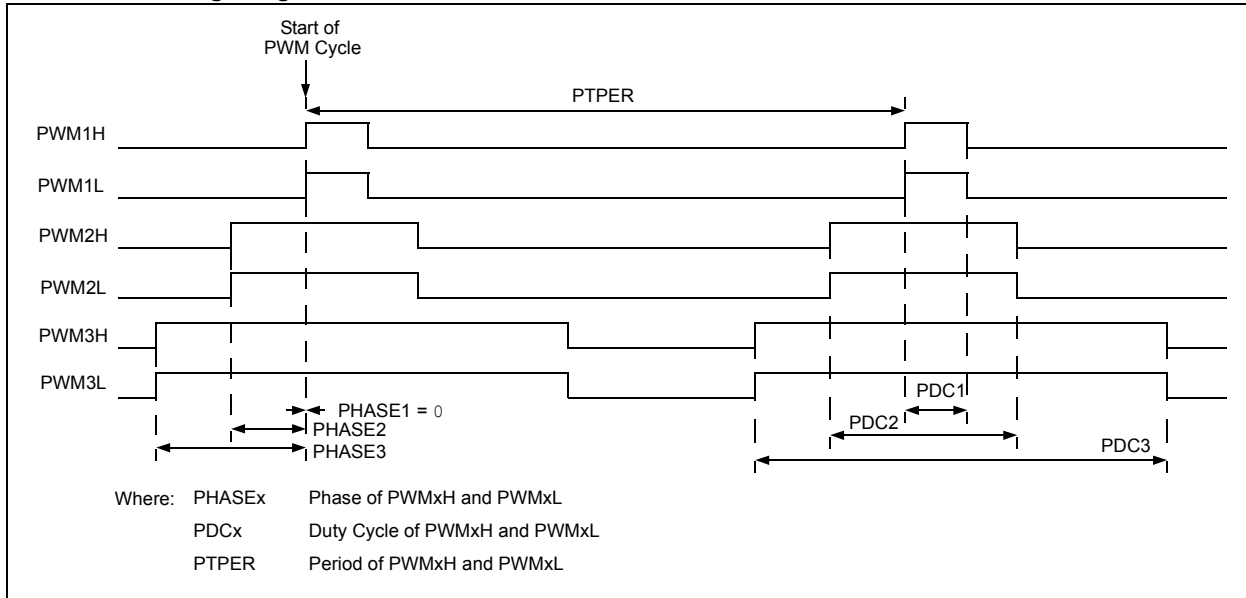 Start of
PWM Cycle
PTPER
PWM1H
PWM1L
PWM2H
PWM2L
PWM3H
PWM3L
PHASE1 = 0
PHASE2
PHASE3
PDC1
PDC2
PDC3
Where: PHASEx Phase of PWMxH and PWMxL
PDCx Duty Cycle of PWMxH and PWMxL
PTPER Period of PWMxH and PWMxL